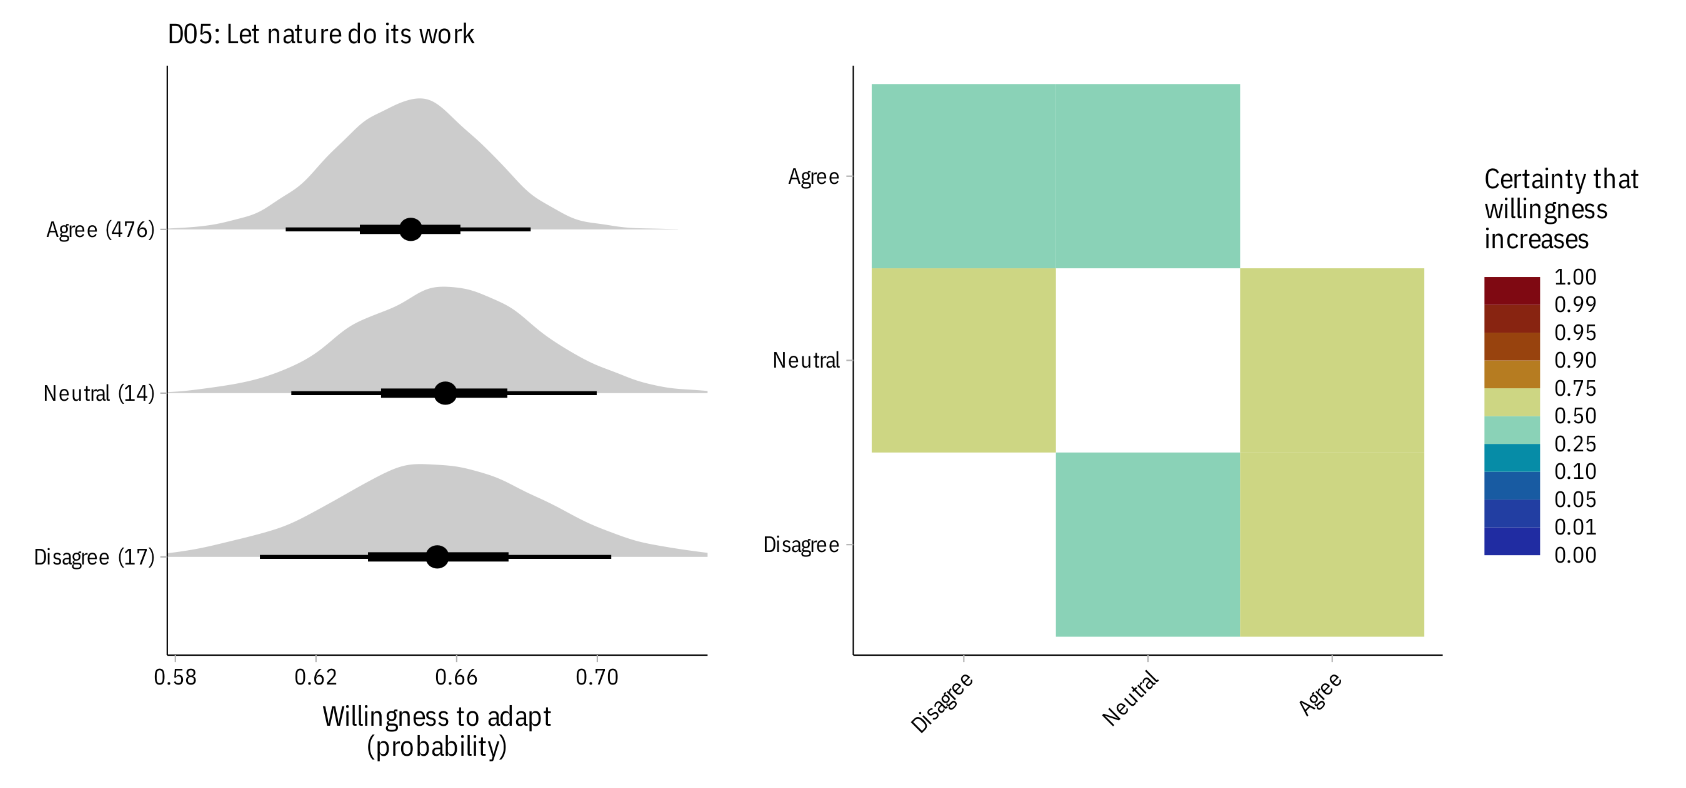 D05: Let nature do its work
Agree (476)
Neutral (14)
Disagree (17)
0.58
0.62
0.66
0.70
Willingness to adapt
(probability)
Agree
Neutral
Disagree
Disagree
Neutral
Agree
Certainty that
willingness
increases
1.00
0.99
0.95
0.90
0.75
0.50
0.25
0.10
0.05
0.01
0.00